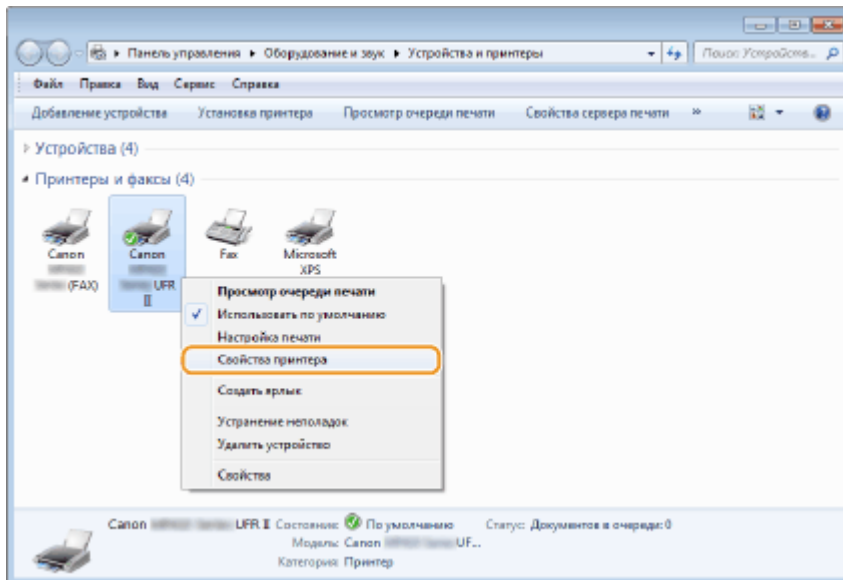 Панель управления ▸ Оборудование и звук ▸ Устройства и принтеры
Поиск: Устройств...
Файл Правка Вид Сервис Справка
Добавление устройства Установка принтера Просмотр очереди печати Свойства сервера печати »
Устройства (4)
Принтеры и факсы (4)
Canon
(FAX)
Canon
UFR
II
Fax
Microsoft
XPS
Просмотр очереди печати
Использовать по умолчанию
Настройка печати
Свойства принтера
Создать ярлык
Устранение неполадок
Удалить устройство
Свойства
Canon UFR II Состояние: По умолчанию Статус: Документов в очереди: 0
Модель: Canon UF...
Категория: Принтер